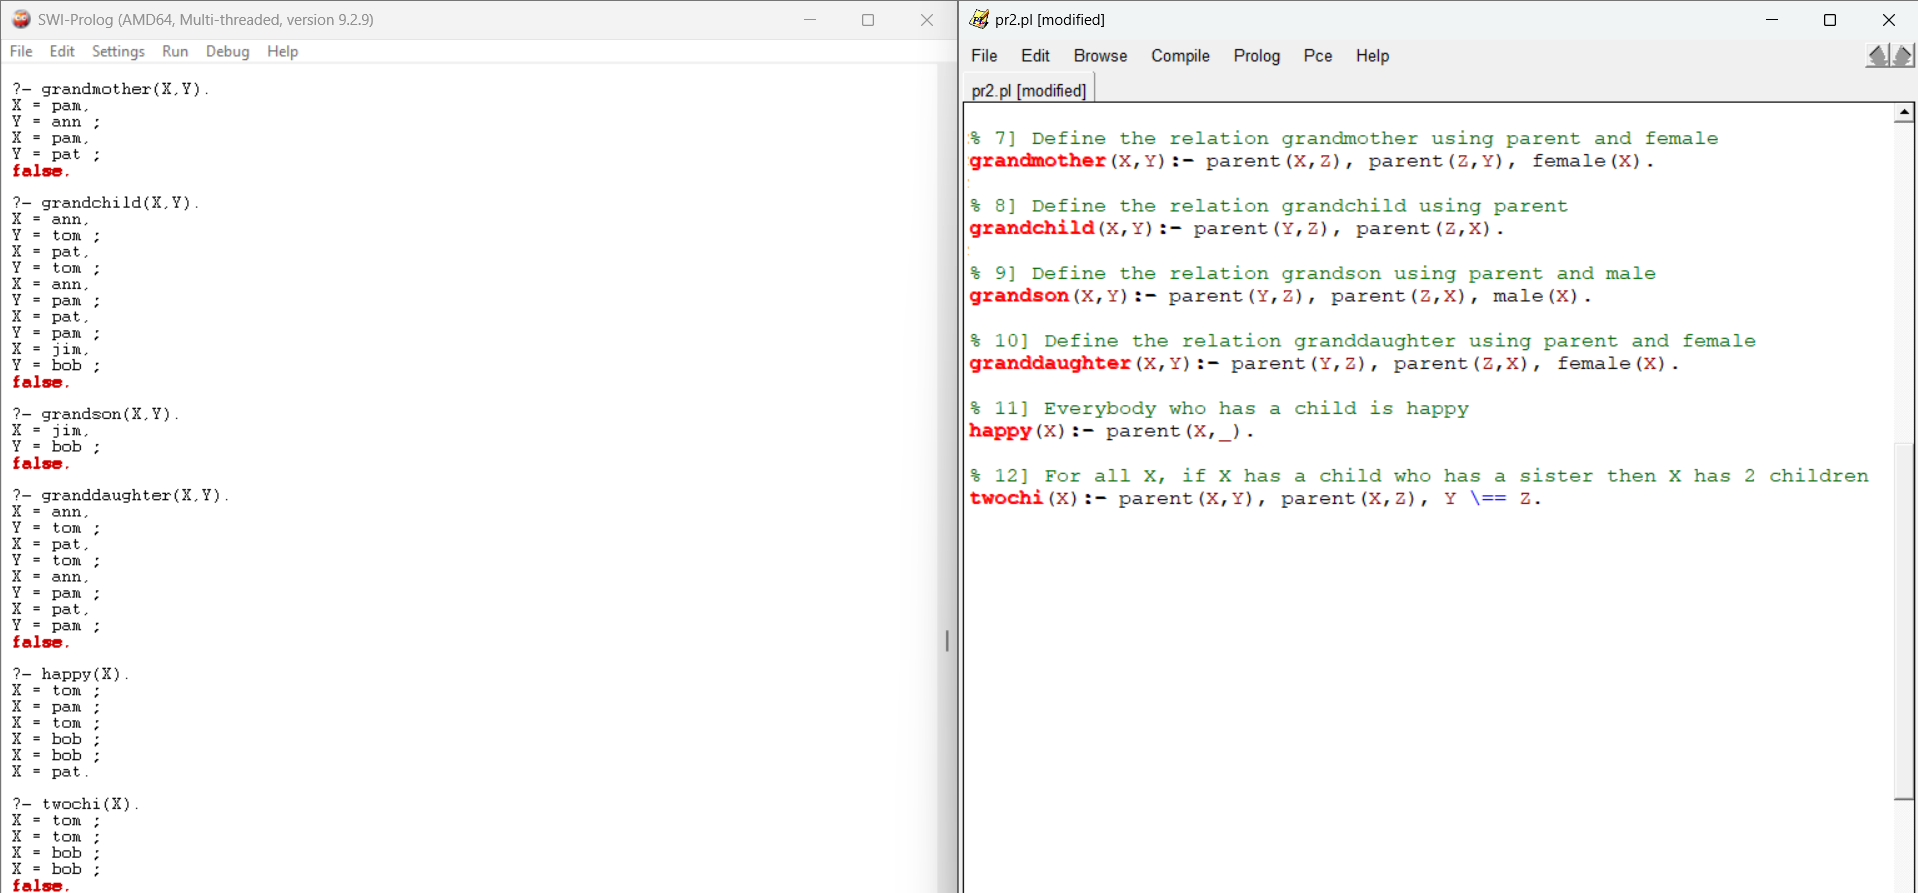 SWI-Prolog (AMD64, Multi-threaded, version 9.2.9)
File Edit Settings Run Debug Help
?- grandmother(X,Y).
X = pam,
Y = ann ;
X = pam,
Y = pat ;
false.
?- grandchild(X,Y).
X = ann,
Y = tom ;
X = pat,
Y = tom ;
X = ann,
Y = pam ;
X = pat,
Y = pam ;
X = jim,
Y = bob ;
false.
?- grandson(X,Y).
X = jim,
Y = bob ;
false.
?- granddaughter(X,Y).
X = ann,
Y = tom ;
X = pat,
Y = tom ;
X = ann,
Y = pam ;
X = pat,
Y = pam ;
false.
?- happy(X).
X = tom ;
X = pam ;
X = tom ;
X = bob ;
X = bob ;
X = pat.
?- twochi(X).
X = tom ;
X = tom ;
X = bob ;
X = bob ;
false.
pr2.pl [modified]
File Edit Browse Compile Prolog Pce Help
pr2.pl [modified]
% 7] Define the relation grandmother using parent and female
grandmother(X,Y):- parent(X,Z), parent(Z,Y), female(X).
% 8] Define the relation grandchild using parent
grandchild(X,Y):- parent(Y,Z), parent(Z,X).
% 9] Define the relation grandson using parent and male
grandson(X,Y):- parent(Y,Z), parent(Z,X), male(X).
% 10] Define the relation granddaughter using parent and female
granddaughter(X,Y):- parent(Y,Z), parent(Z,X), female(X).
% 11] Everybody who has a child is happy
happy(X):- parent(X,_).
% 12] For all X, if X has a child who has a sister then X has 2 children
twochi(X):- parent(X,Y), parent(X,Z), Y \== Z.